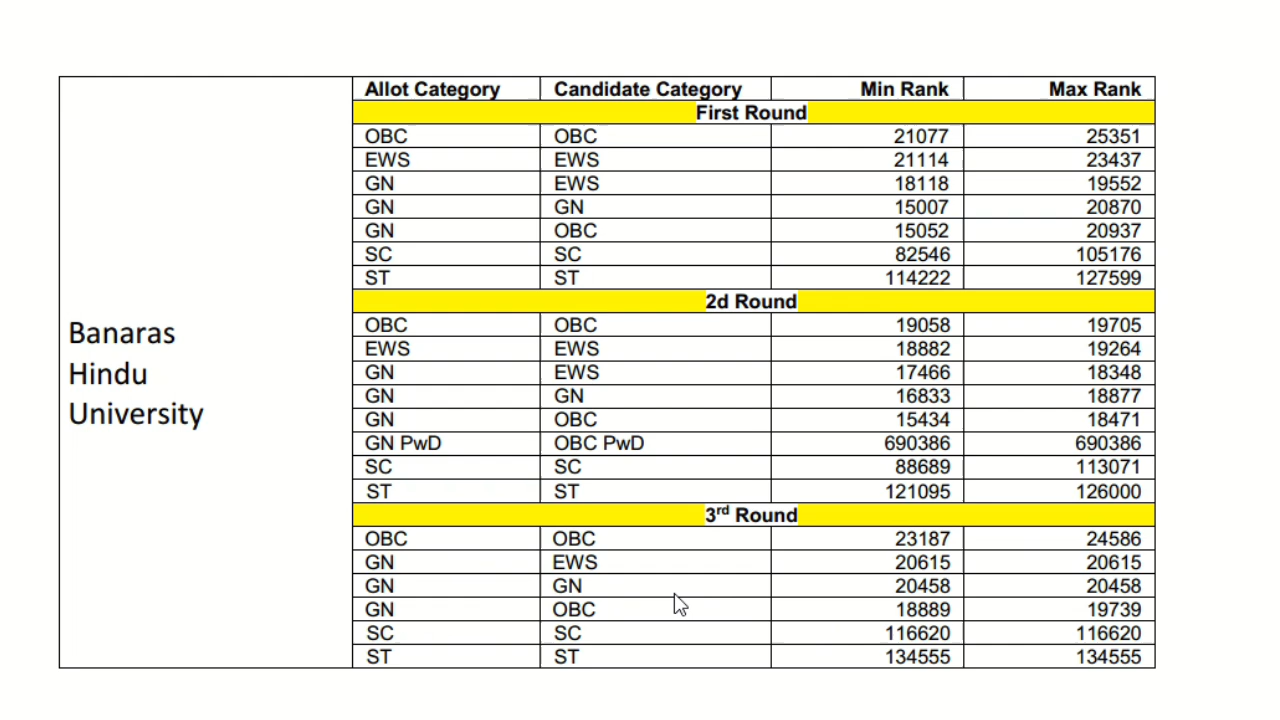 Banaras
Hindu
University
Allot Category Candidate Category Min Rank Max Rank
First Round
OBC OBC 21077 25351
EWS EWS 21114 23437
GN EWS 18118 19552
GN GN 15007 20870
GN OBC 15052 20937
SC SC 82546 105176
ST ST 114222 127599
2d Round
OBC OBC 19058 19705
EWS EWS 18882 19264
GN EWS 17466 18348
GN GN 16833 18877
GN OBC 15434 18471
GN PwD OBC PwD 690386 690386
SC SC 88689 113071
ST ST 121095 126000
3rd Round
OBC OBC 23187 24586
GN EWS 20615 20615
GN GN 20458 20458
GN OBC 18889 19739
SC SC 116620 116620
ST ST 134555 134555